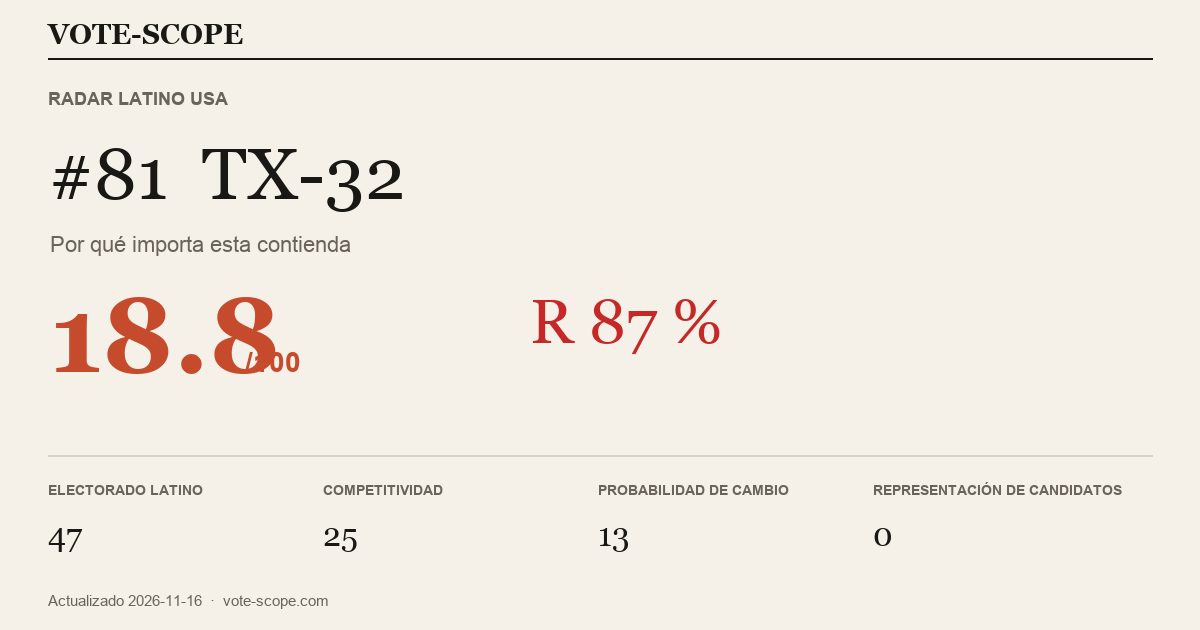 VOTE-SCOPE
RADAR LATINO USA
#81 TX-32
Por qué importa esta contienda
18.8/100
R 87 %
ELECTORADO LATINO
COMPETITIVIDAD
PROBABILIDAD DE CAMBIO
REPRESENTACIÓN DE CANDIDATOS
47
25
13
0
Actualizado 2026-11-16 · vote-scope.com